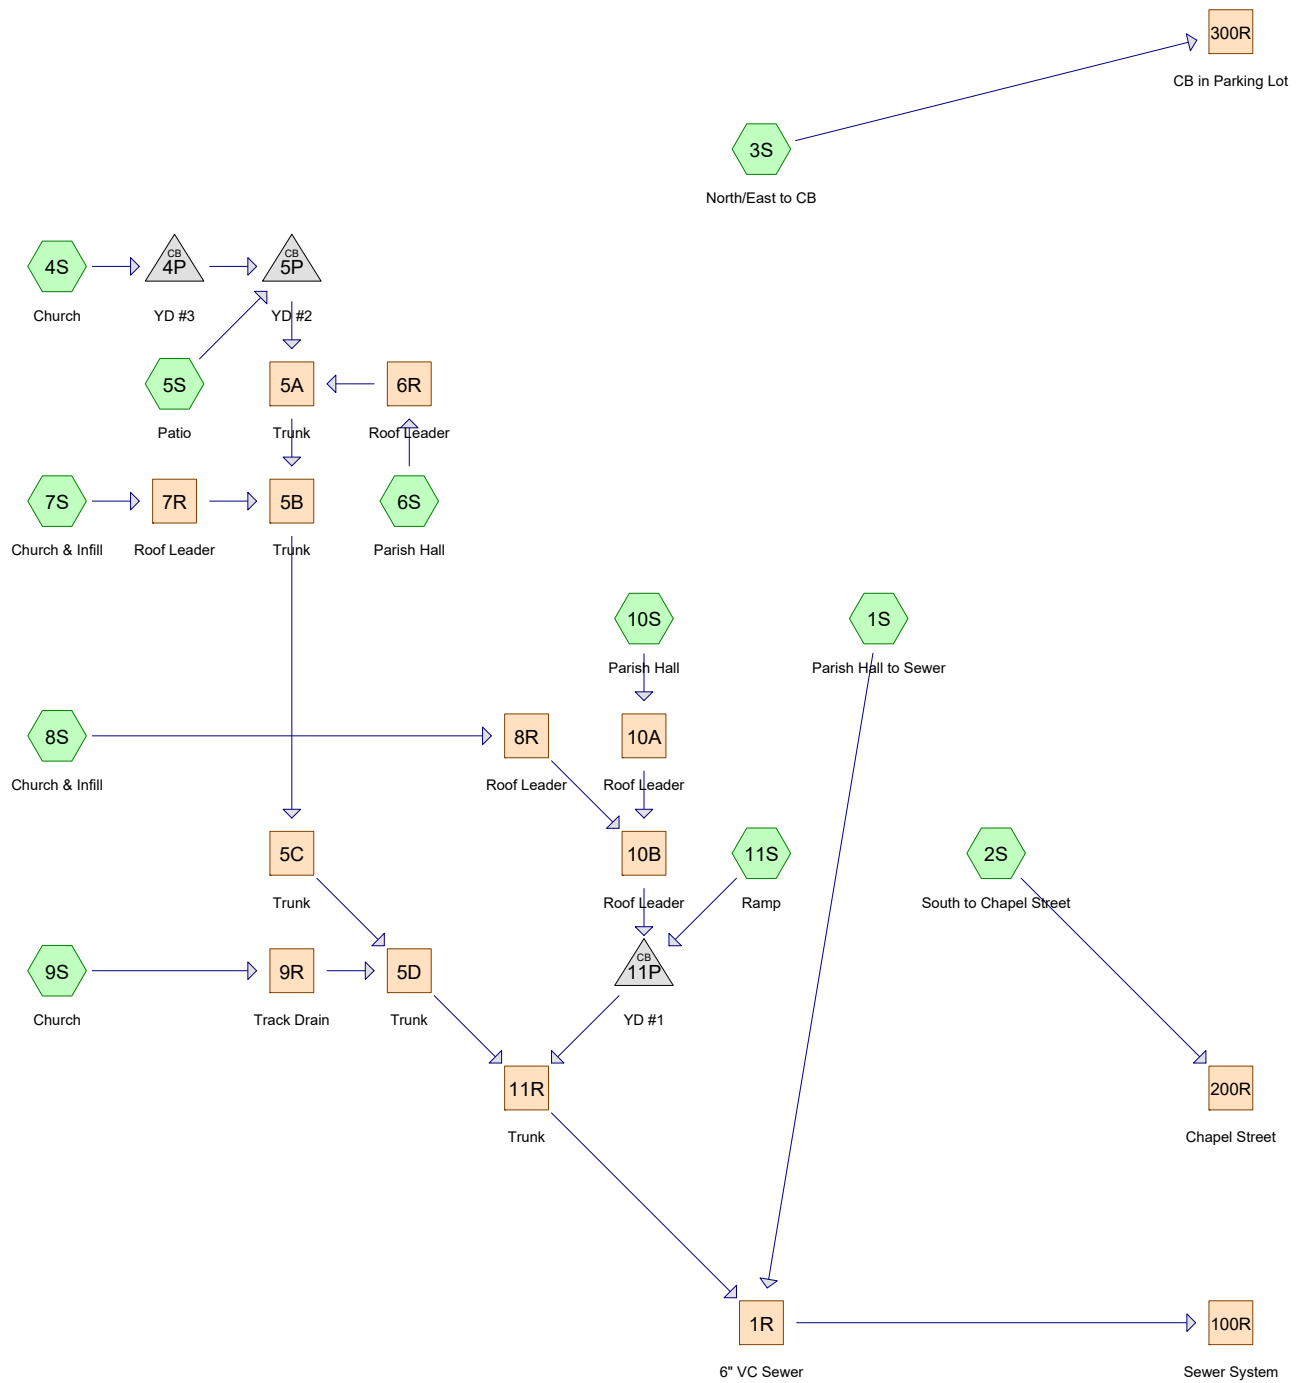 300R
CB in Parking Lot
3S
North/East to CB
4S
Church
CB
4P
YD #3
CB
5P
YD #2
5S
Patio
5A
Trunk
6R
Roof Leader
7S
Church & Infill
7R
Roof Leader
5B
Trunk
6S
Parish Hall
10S
Parish Hall
1S
Parish Hall to Sewer
8S
Church & Infill
8R
Roof Leader
10A
Roof Leader
5C
Trunk
10B
Roof Leader
11S
Ramp
2S
South to Chapel Street
9S
Church
9R
Track Drain
5D
Trunk
CB
11P
YD #1
11R
Trunk
200R
Chapel Street
1R
6" VC Sewer
100R
Sewer System